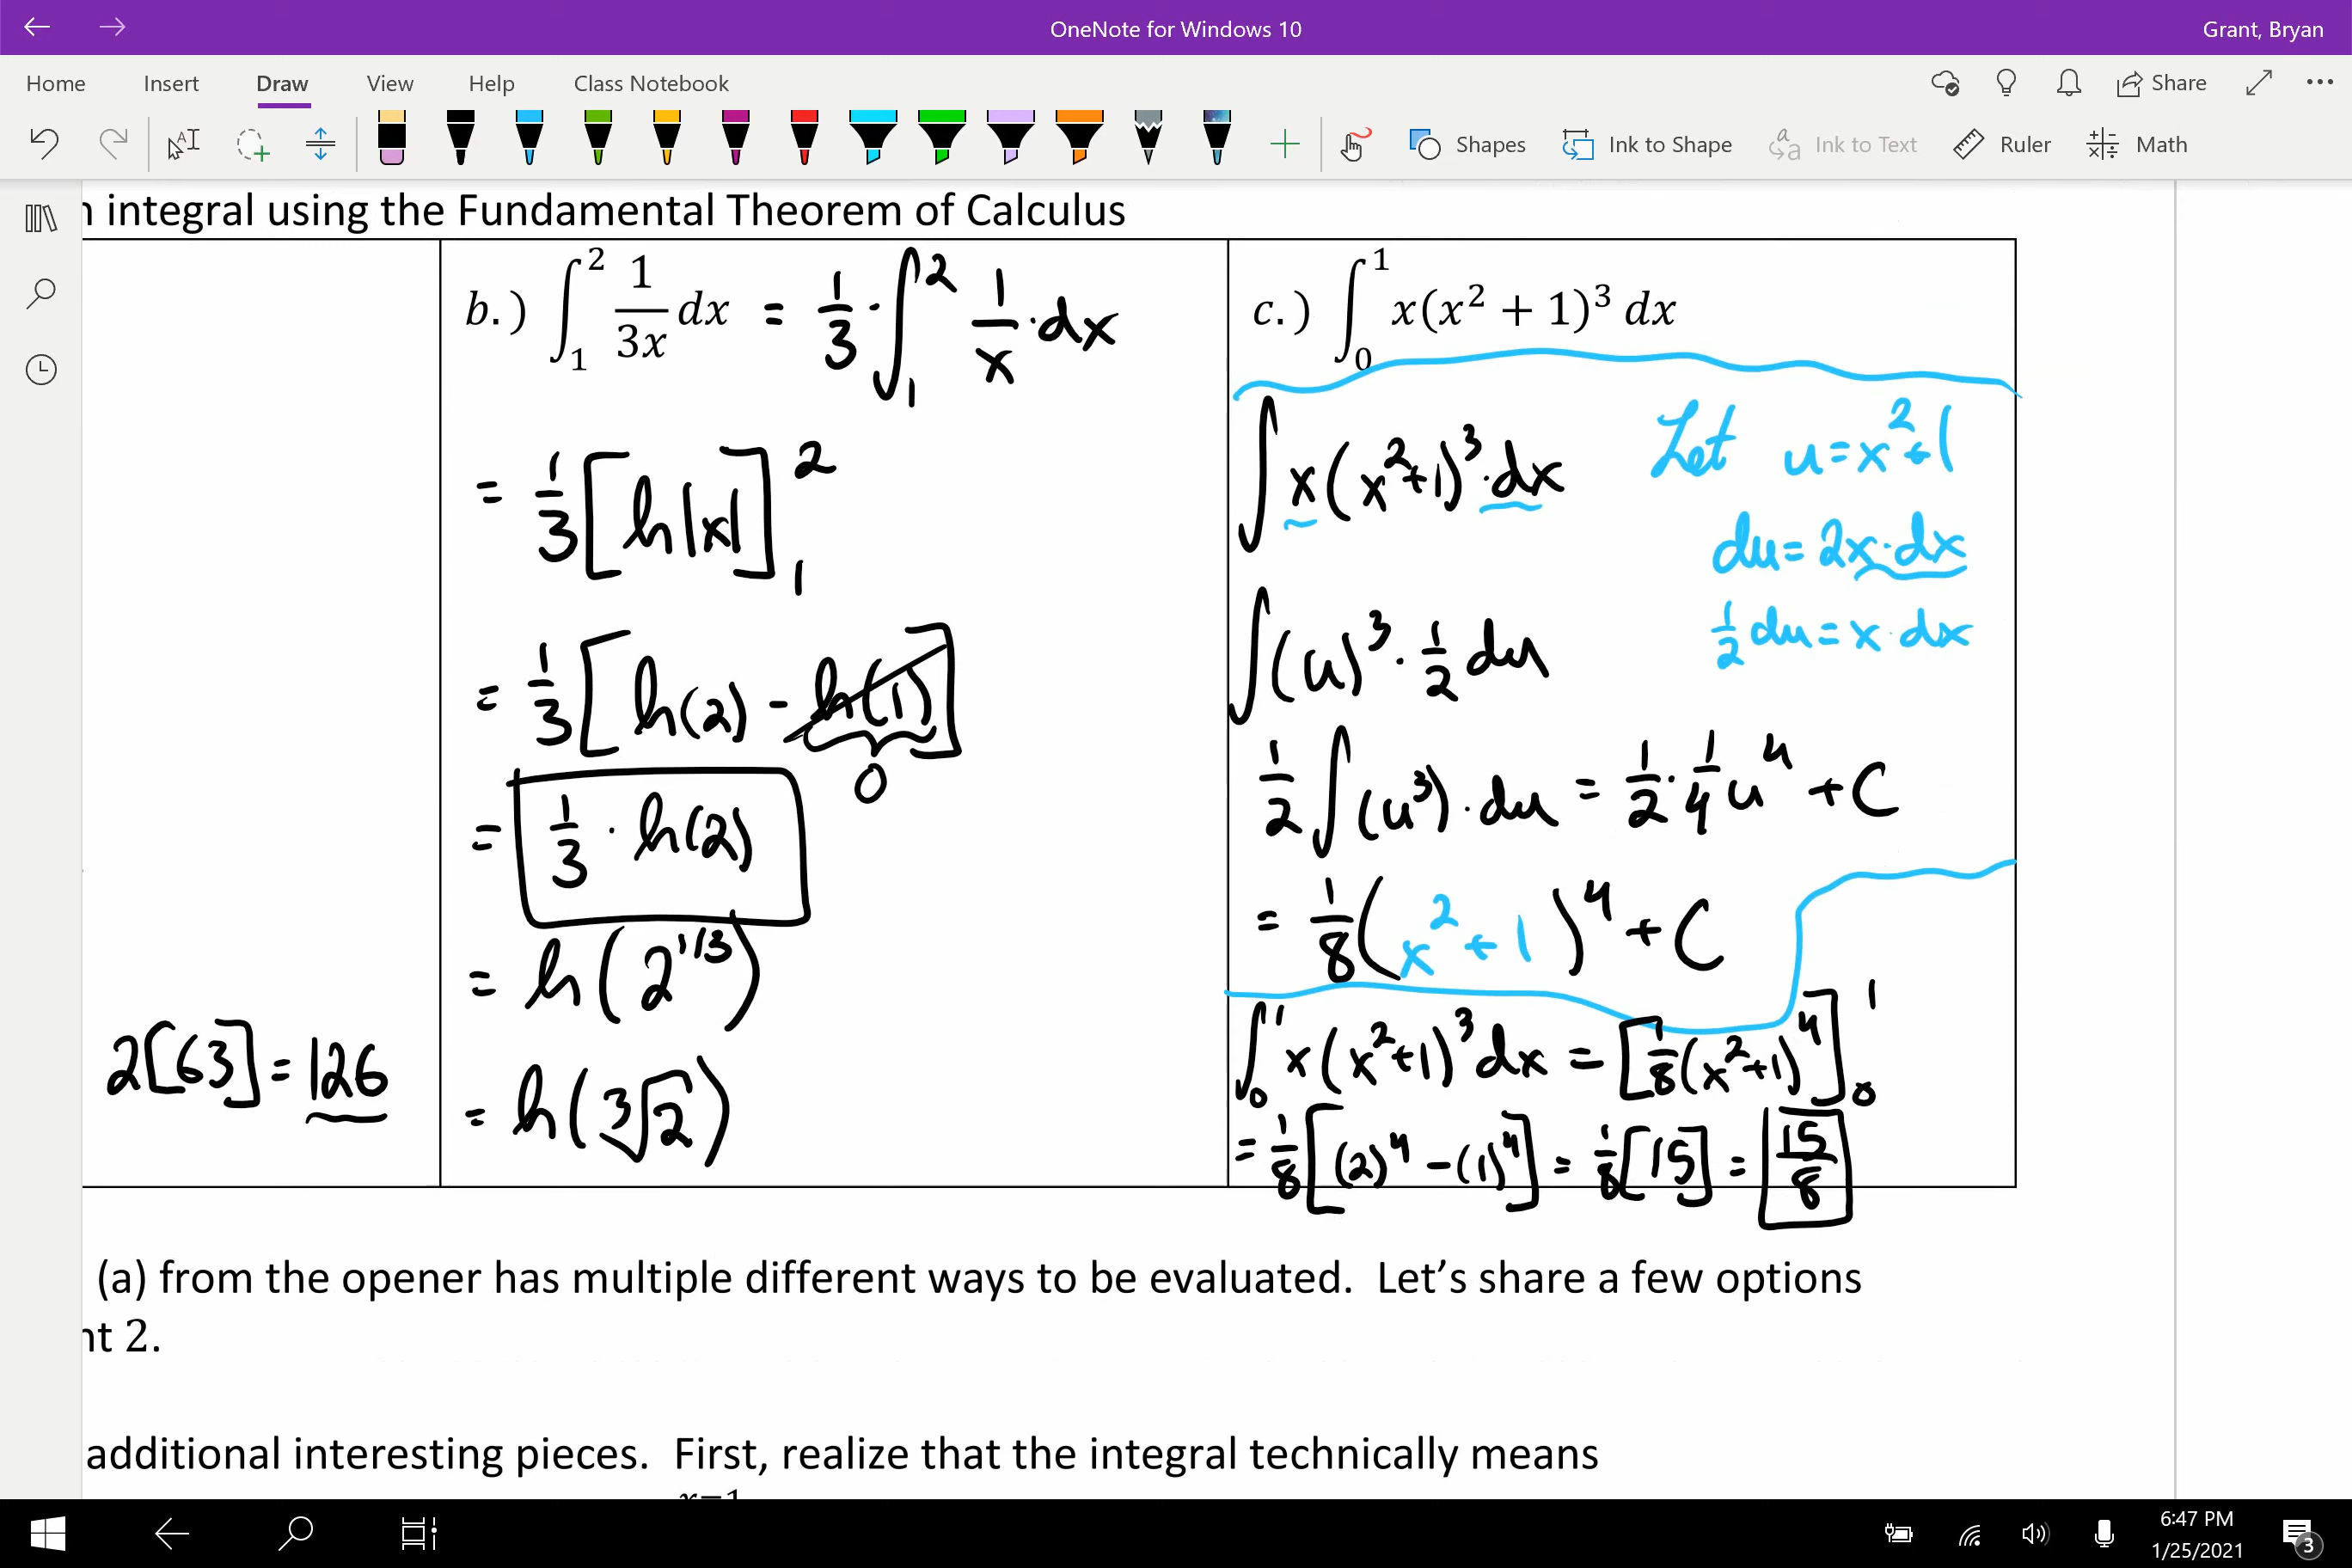 OneNote for Windows 10
Grant, Bryan
Home Insert Draw View Help Class Notebook
Share
Shapes Ink to Shape Ink to Text Ruler Math
integral using the Fundamental Theorem of Calculus
2[63] = 126
b.) ∫₁² 1/(3x) dx = 1/3 · ∫₁² 1/x · dx
= 1/3 [ln|x|]₁²
= 1/3 [ln(2) - ln(1)]
0
= 1/3 · ln(2)
= ln(2^(1/3))
= ln(∛2)
c.) ∫₀¹ x(x² + 1)³ dx
∫ x(x²+1)³ · dx
Let u = x²+1
du = 2x · dx
1/2 du = x · dx
∫ (u)³ · 1/2 du
1/2 ∫ (u³) · du = 1/2 · 1/4 u⁴ + C
= 1/8 (x² + 1)⁴ + C
∫₀¹ x(x²+1)³ dx = [1/8 (x²+1)⁴]₀¹
= 1/8 [(2)⁴ - (1)⁴] = 1/8 [15] = 15/8
(a) from the opener has multiple different ways to be evaluated. Let’s share a few options
nt 2.
additional interesting pieces. First, realize that the integral technically means
6:47 PM
1/25/2021
3